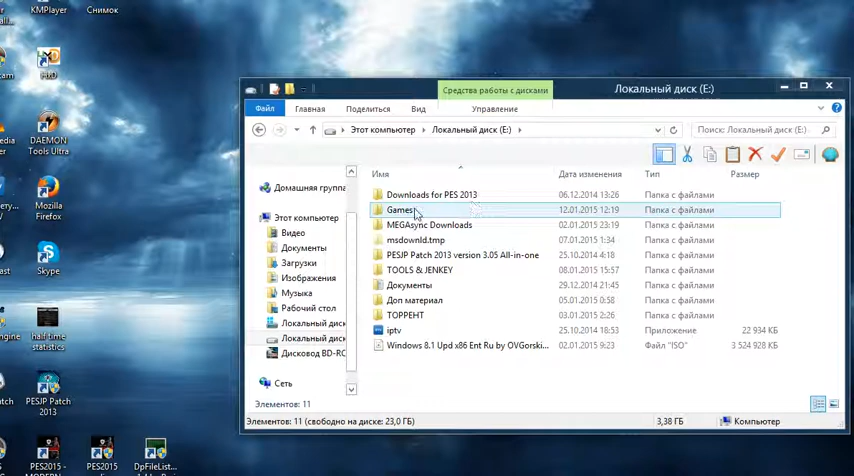 KMPlayer
Снимок
HxD
DAEMON
Tools Ultra
Mozilla
Firefox
Skype
half time
statistics
PESJP Patch
2013
PES2015 -
PES2015
DpFileList...
Средства работы с дисками
Локальный диск (E:)
Файл
Главная
Поделиться
Вид
Управление
Этот компьютер
Локальный диск (E:)
Поиск: Локальный диск (E:)
Имя
Дата изменения
Тип
Размер
Домашняя группа
Этот компьютер
Видео
Документы
Загрузки
Изображения
Музыка
Рабочий стол
Локальный диск
Локальный диск
Дисковод BD-RO
Сеть
Downloads for PES 2013 06.12.2014 13:26 Папка с файлами
Games 12.01.2015 12:19 Папка с файлами
MEGAsync Downloads 02.01.2015 23:19 Папка с файлами
msdownld.tmp 07.01.2015 1:34 Папка с файлами
PESJP Patch 2013 version 3.05 All-in-one 25.10.2014 4:18 Папка с файлами
TOOLS & JENKEY 08.01.2015 15:57 Папка с файлами
Документы 29.12.2014 21:45 Папка с файлами
Доп материал 05.01.2015 0:58 Папка с файлами
ТОРРЕНТ 03.01.2015 2:26 Папка с файлами
iptv 25.10.2014 18:53 Приложение 22 934 КБ
Windows 8.1 Upd x86 Ent Ru by OVGorski... 02.01.2015 9:23 Файл "ISO" 3 524 928 КБ
Элементов: 11
Элементов: 11 (свободно на диске: 23,0 ГБ)
3,38 ГБ
Компьютер